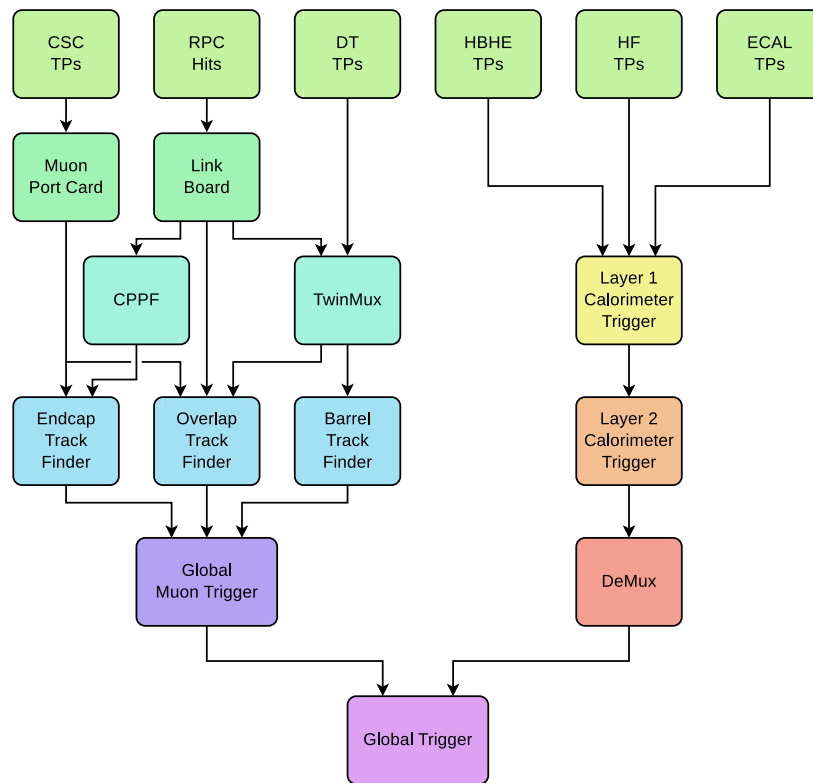 CSC
TPs
RPC
Hits
DT
TPs
HBHE
TPs
HF
TPs
ECAL
TPs
Muon
Port Card
Link
Board
CPPF
TwinMux
Layer 1
Calorimeter
Trigger
Endcap
Track
Finder
Overlap
Track
Finder
Barrel
Track
Finder
Layer 2
Calorimeter
Trigger
Global
Muon Trigger
DeMux
Global Trigger